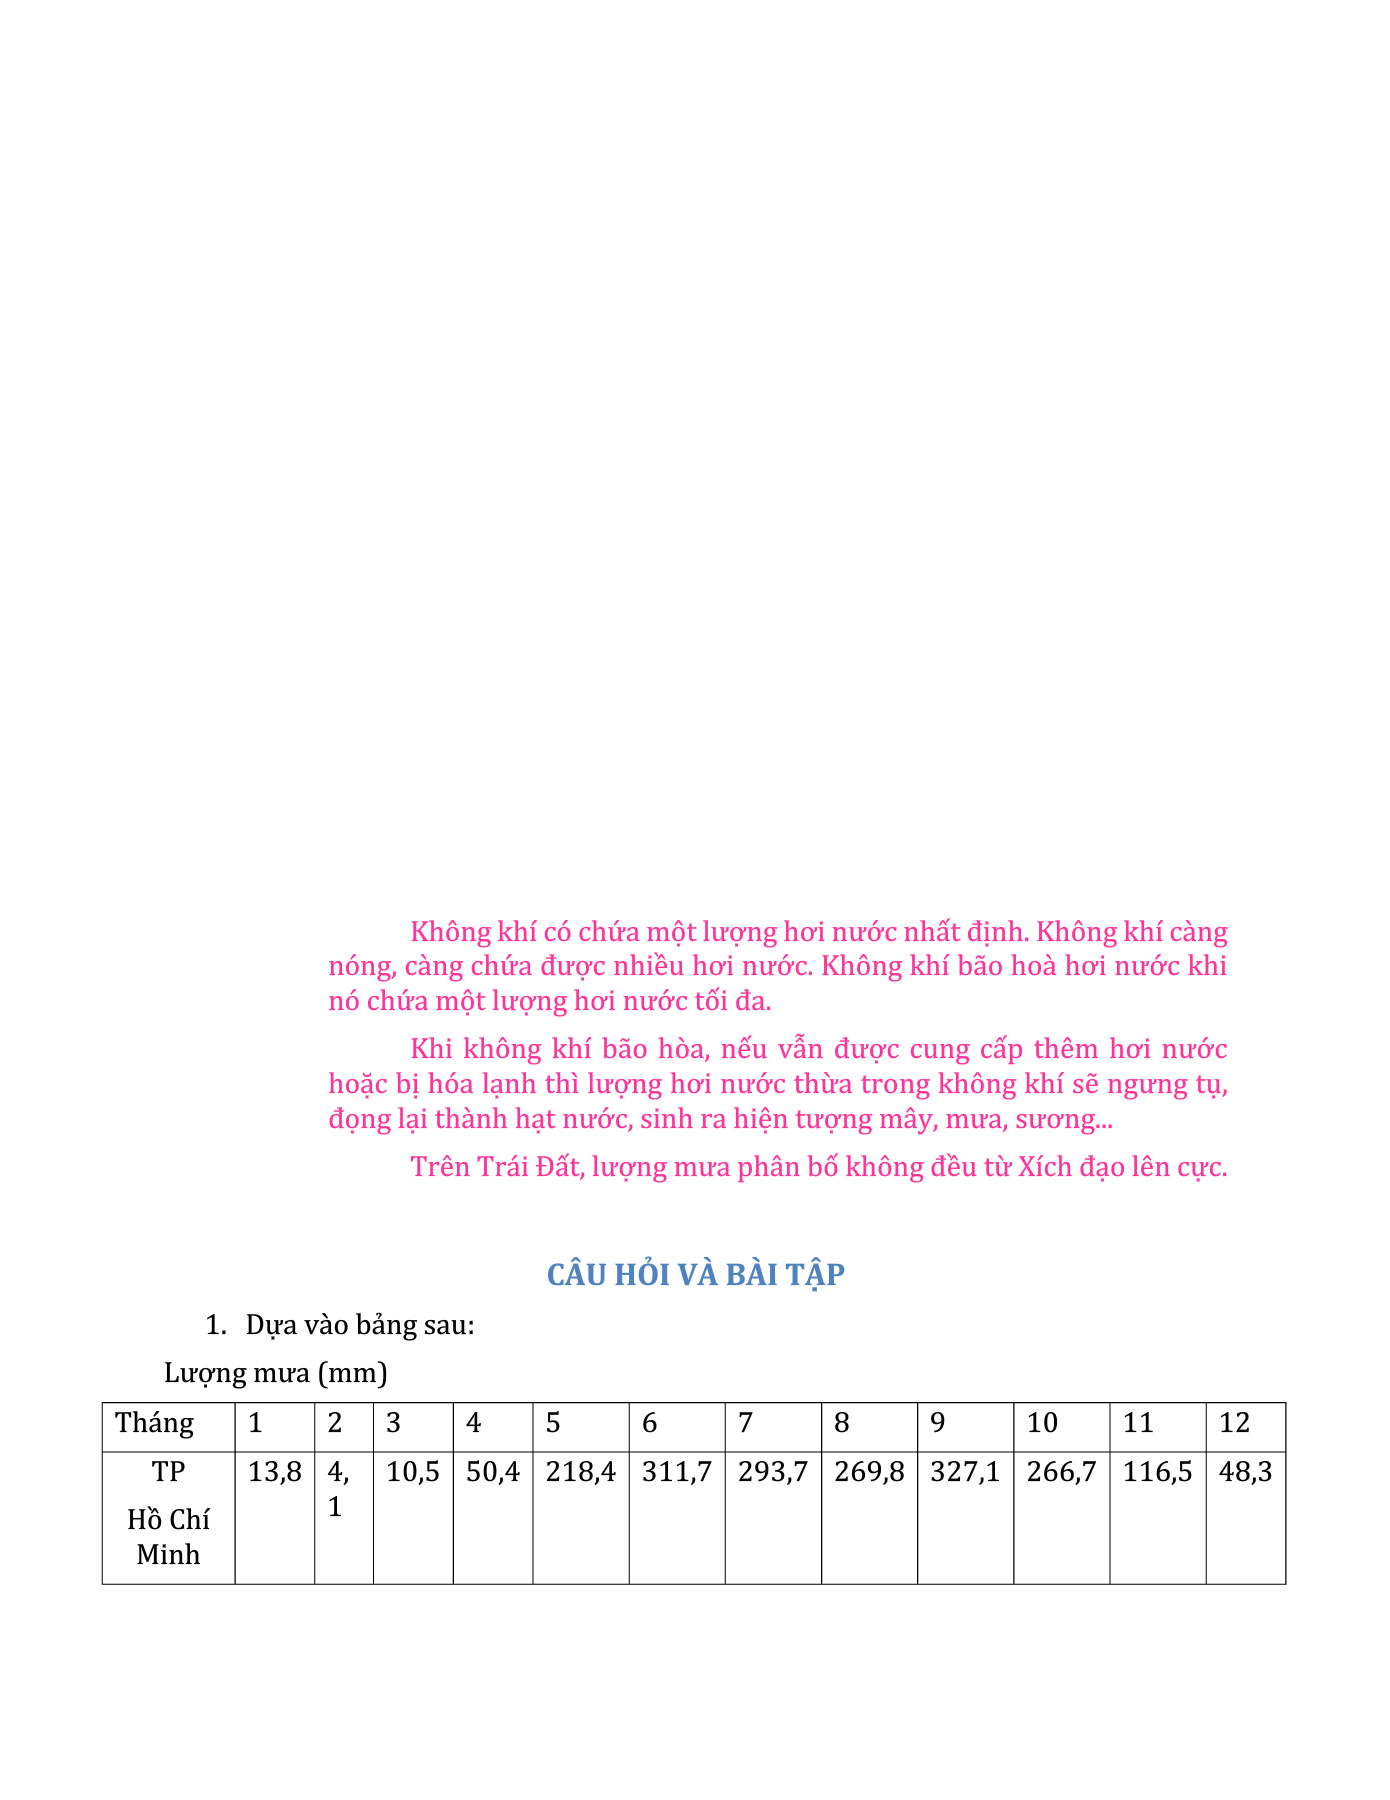 Không khí có chứa một lượng hơi nước nhất định. Không khí càng
nóng, càng chứa được nhiều hơi nước. Không khí bão hoà hơi nước khi
nó chứa một lượng hơi nước tối đa.
Khi không khí bão hòa, nếu vẫn được cung cấp thêm hơi nước
hoặc bị hóa lạnh thì lượng hơi nước thừa trong không khí sẽ ngưng tụ,
đọng lại thành hạt nước, sinh ra hiện tượng mây, mưa, sương...
Trên Trái Đất, lượng mưa phân bố không đều từ Xích đạo lên cực.
CÂU HỎI VÀ BÀI TẬP
1. Dựa vào bảng sau:
Lượng mưa (mm)
Tháng 1 2 3 4 5 6 7 8 9 10 11 12
TP 13,8 4, 10,5 50,4 218,4 311,7 293,7 269,8 327,1 266,7 116,5 48,3
1
Hồ Chí
Minh